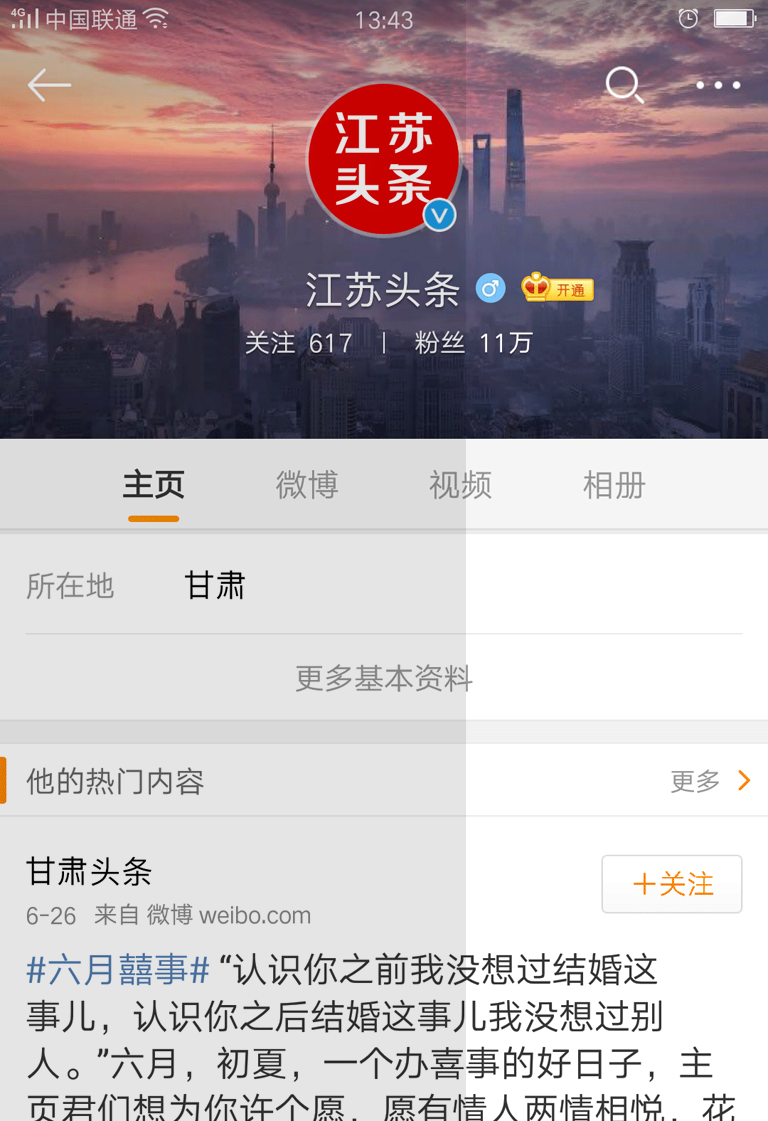 4G 中国联通 13:43
江苏
头条
V
江苏头条 开通
关注 617 | 粉丝 11万
主页 微博 视频 相册
所在地 甘肃
更多基本资料
他的热门内容 更多
甘肃头条 +关注
6-26 来自 微博 weibo.com
#六月囍事# “认识你之前我没想过结婚这
事儿，认识你之后结婚这事儿我没想过别
人。”六月，初夏，一个办喜事的好日子，主
页君们想为你许个愿，愿有情人两情相悦，花